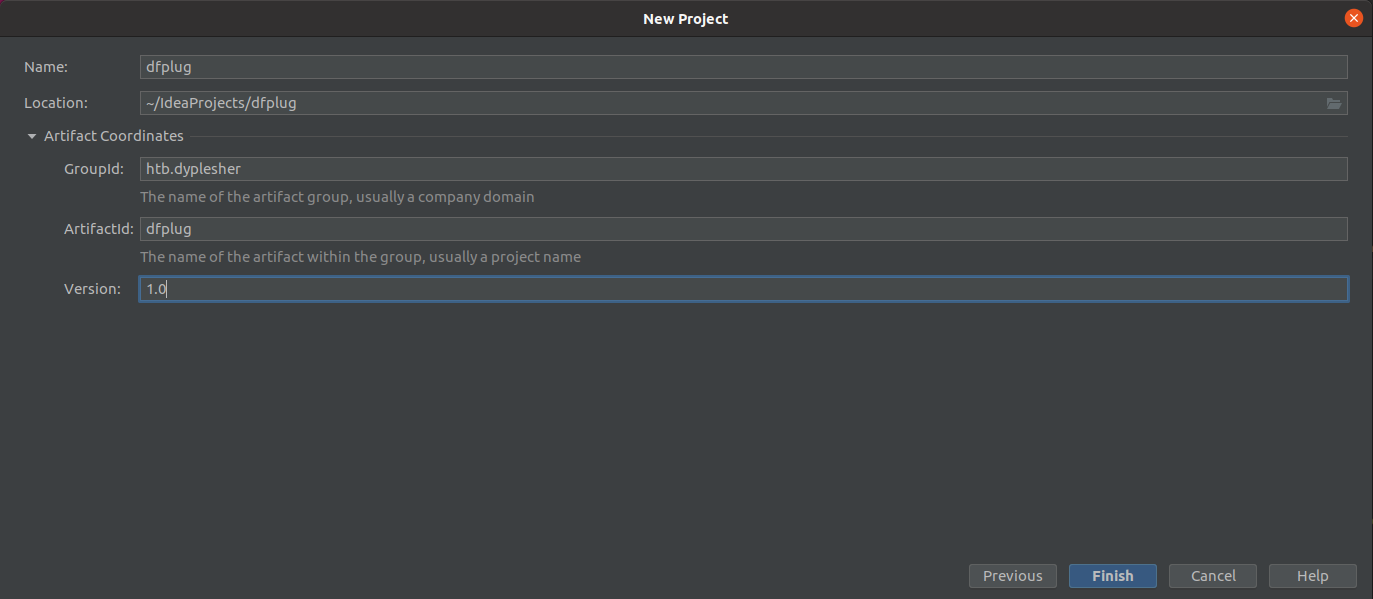 New Project
Name: dfplug
Location: ~/IdeaProjects/dfplug
Artifact Coordinates
GroupId: htb.dyplesher
The name of the artifact group, usually a company domain
ArtifactId: dfplug
The name of the artifact within the group, usually a project name
Version: 1.0
Previous Finish Cancel Help